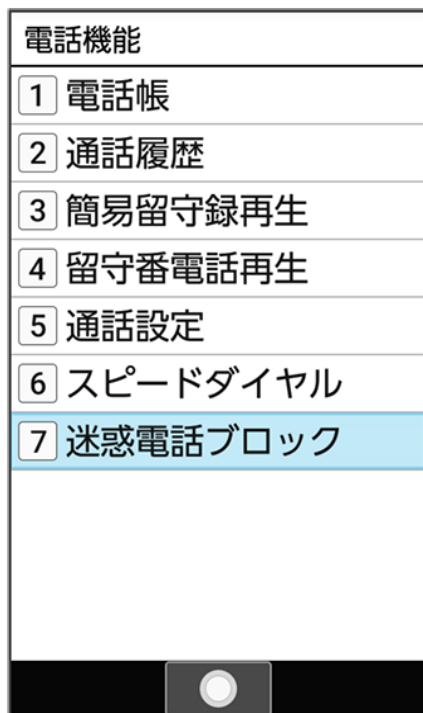 電話機能
1 電話帳
2 通話履歴
3 簡易留守録再生
4 留守番電話再生
5 通話設定
6 スピードダイヤル
7 迷惑電話ブロック